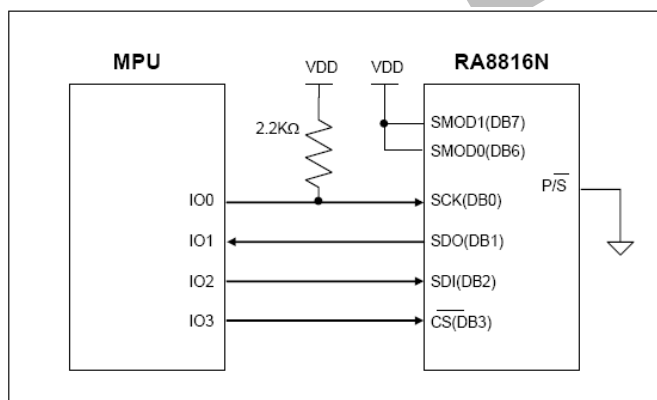 MPU
VDD
VDD
RA8816N
2.2KΩ
SMOD1(DB7)
SMOD0(DB6)
P/S
IO0
SCK(DB0)
IO1
SDO(DB1)
IO2
SDI(DB2)
IO3
CS(DB3)